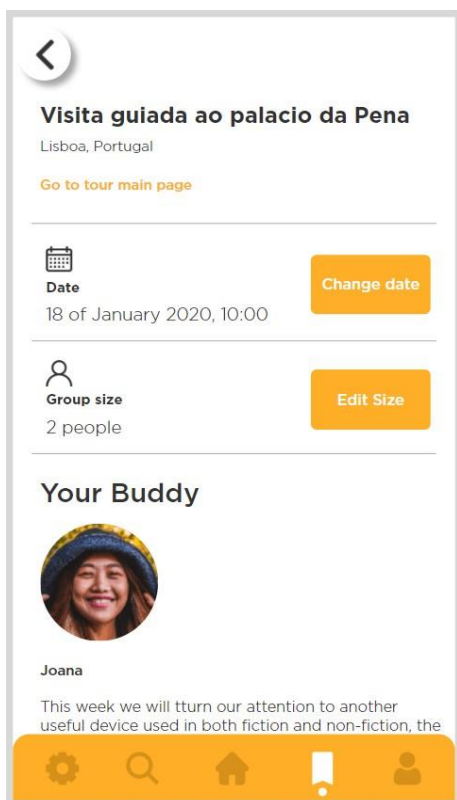 Visita guiada ao palacio da Pena
Lisboa, Portugal
Go to tour main page
Date
18 of January 2020, 10:00
Change date
Group size
2 people
Edit Size
Your Buddy
Joana
This week we will tturn our attention to another
useful device used in both fiction and non-fiction, the